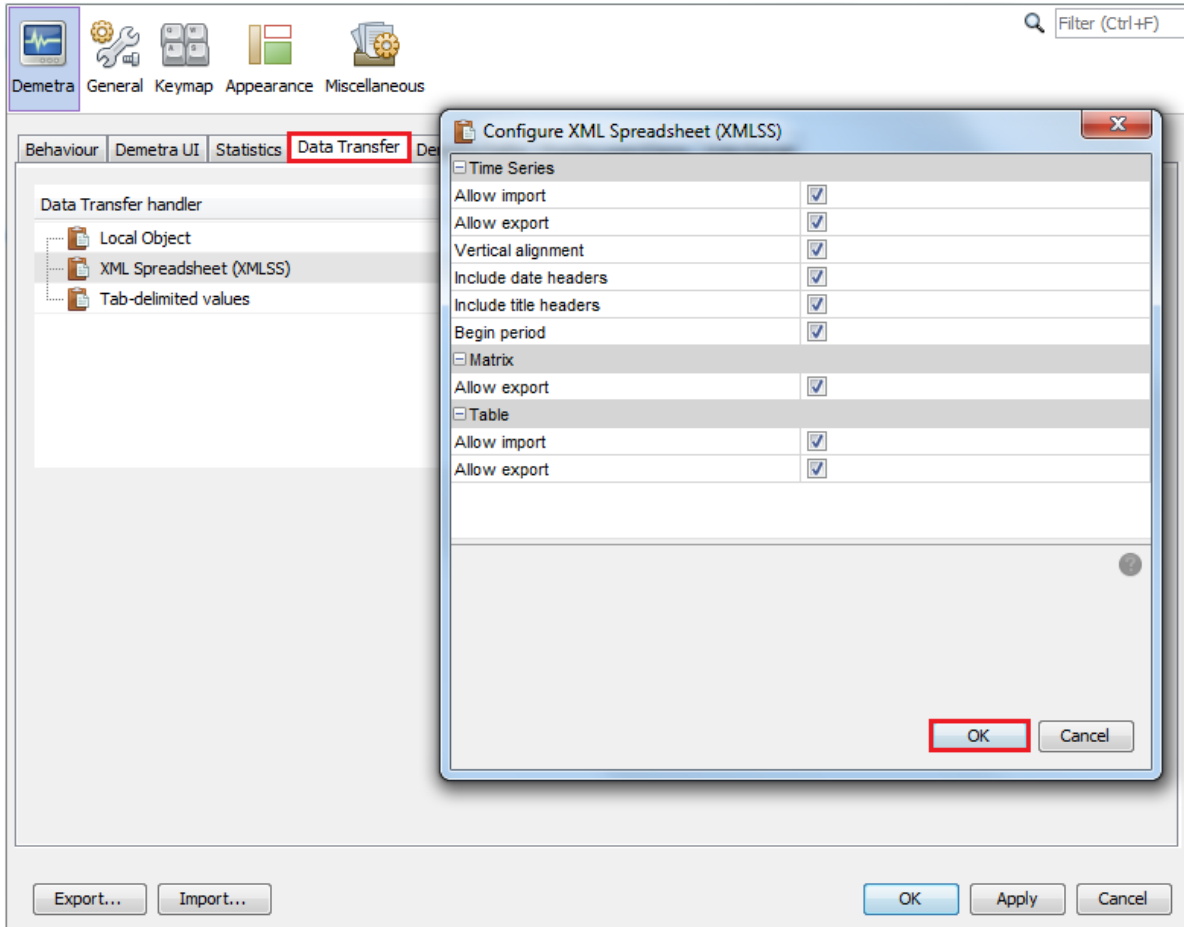 Filter (Ctrl+F)
Demetra General Keymap Appearance Miscellaneous
Behaviour Demetra UI Statistics Data Transfer De
Data Transfer handler
Local Object
XML Spreadsheet (XMLSS)
Tab-delimited values
Configure XML Spreadsheet (XMLSS)
Time Series
Allow import
Allow export
Vertical alignment
Include date headers
Include title headers
Begin period
Matrix
Allow export
Table
Allow import
Allow export
OK Cancel
Export... Import... OK Apply Cancel